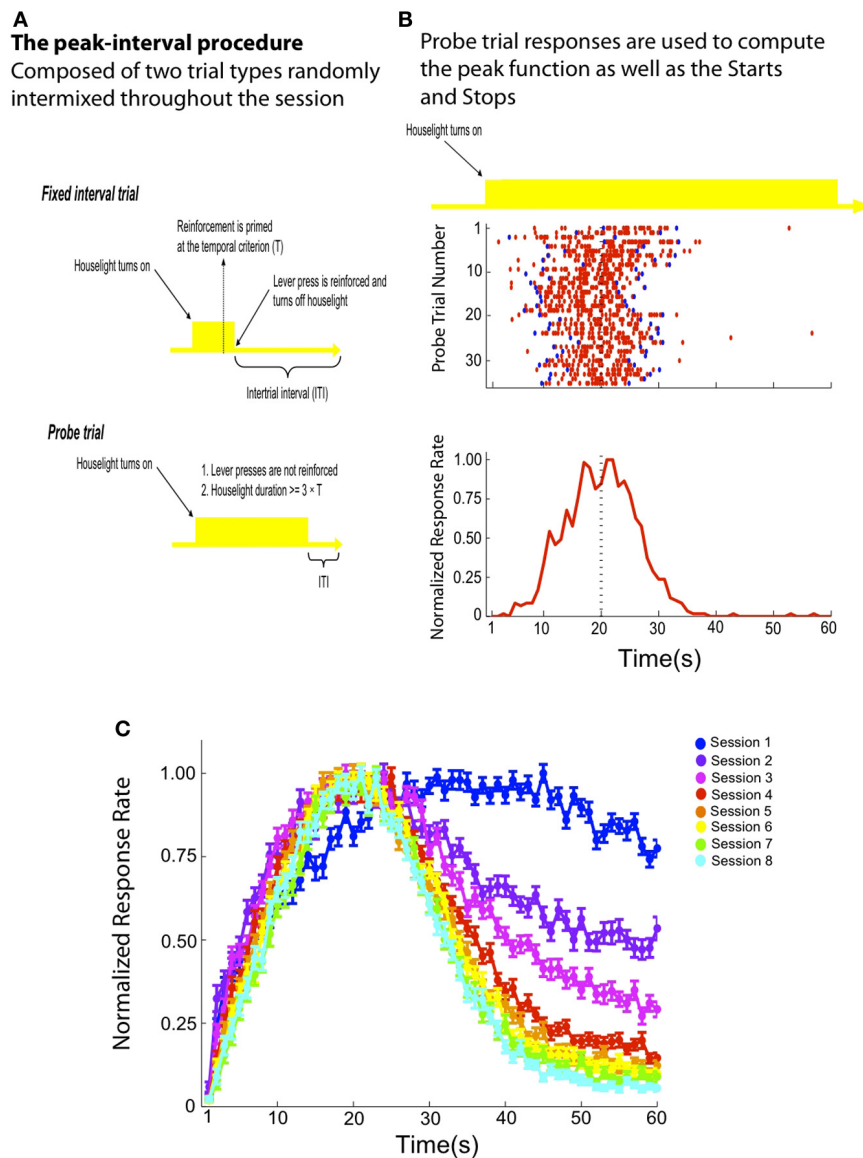 A
The peak-interval procedure
Composed of two trial types randomly
intermixed throughout the session
Fixed interval trial
Reinforcement is primed
at the temporal criterion (T)
Houselight turns on
Lever press is reinforced and
turns off houselight
Intertrial interval (ITI)
Probe trial
Houselight turns on
1. Lever presses are not reinforced
2. Houselight duration >= 3 × T
ITI
B
Probe trial responses are used to compute
the peak function as well as the Starts
and Stops
Houselight turns on
Probe Trial Number
1
10
20
30
Normalized Response Rate
1.00
0.75
0.50
0.25
0
1 10 20 30 40 50 60
Time(s)
C
Normalized Response Rate
1.00
0.75
0.50
0.25
0
1 10 20 30 40 50 60
Time(s)
Session 1
Session 2
Session 3
Session 4
Session 5
Session 6
Session 7
Session 8